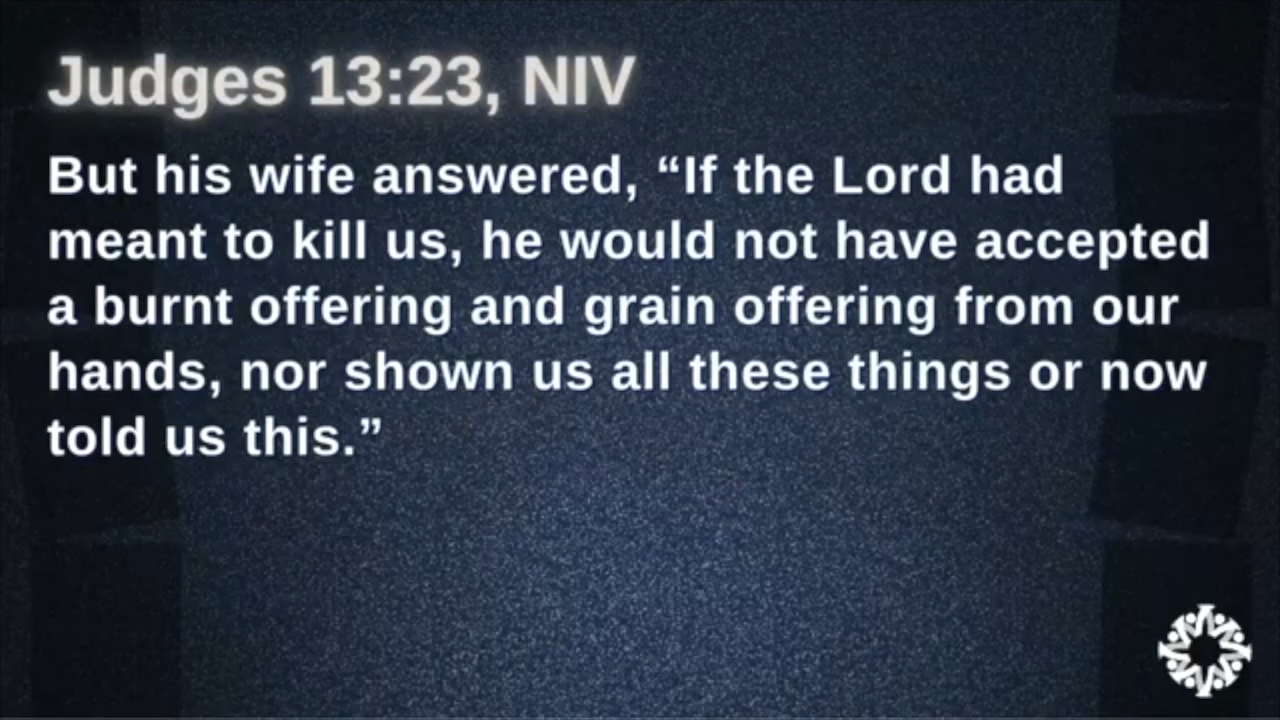 Judges 13:23, NIV
But his wife answered, “If the Lord had
meant to kill us, he would not have accepted
a burnt offering and grain offering from our
hands, nor shown us all these things or now
told us this.”